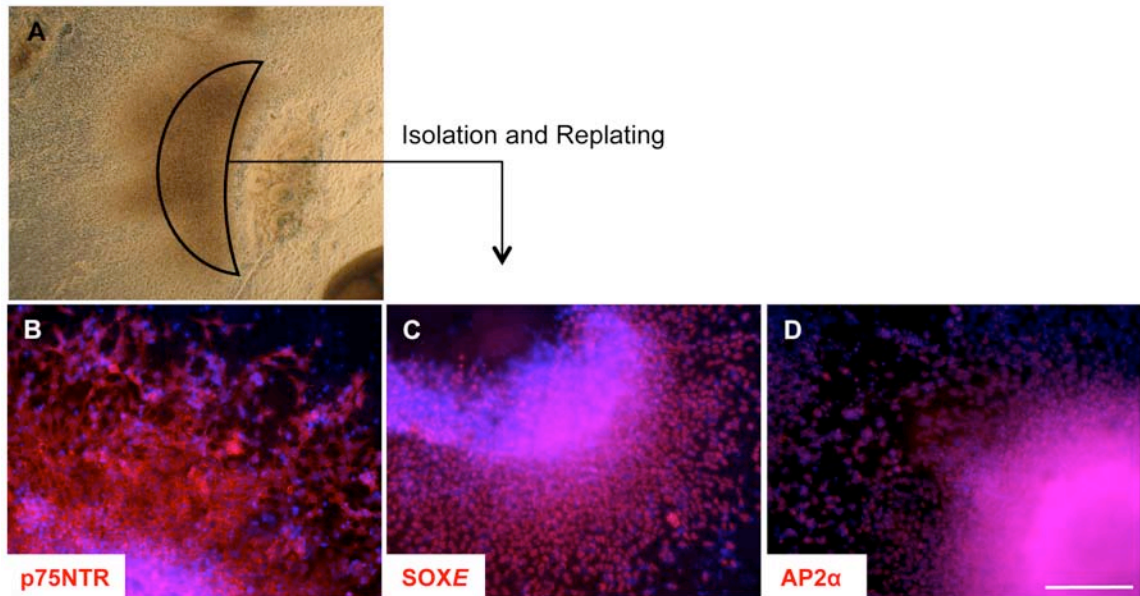 A
Isolation and Replating
B
C
D
p75NTR
SOXE
AP2α